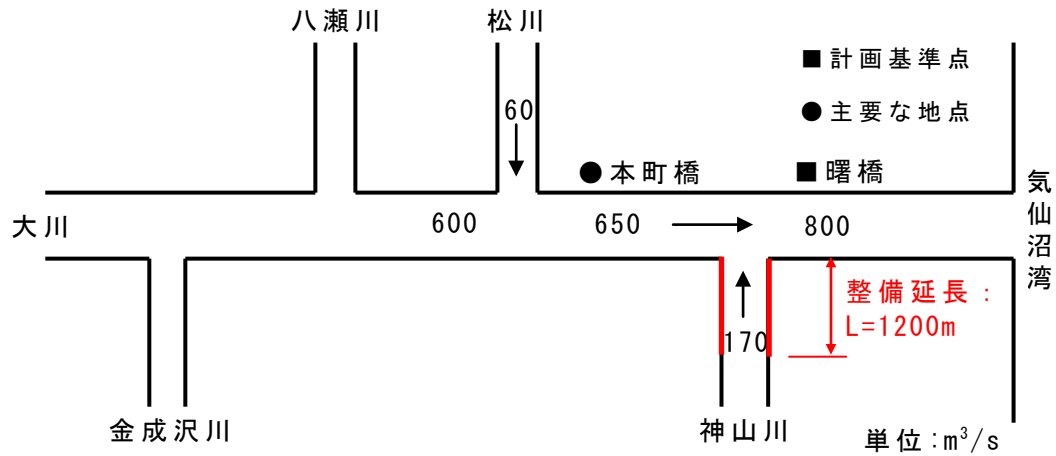 八瀬川
松川
■計画基準点
●主要な地点
60
●本町橋
■曙橋
大川
600
650
800
気仙沼湾
整備延長：
L=1200m
170
金成沢川
神山川
単位:m³/s